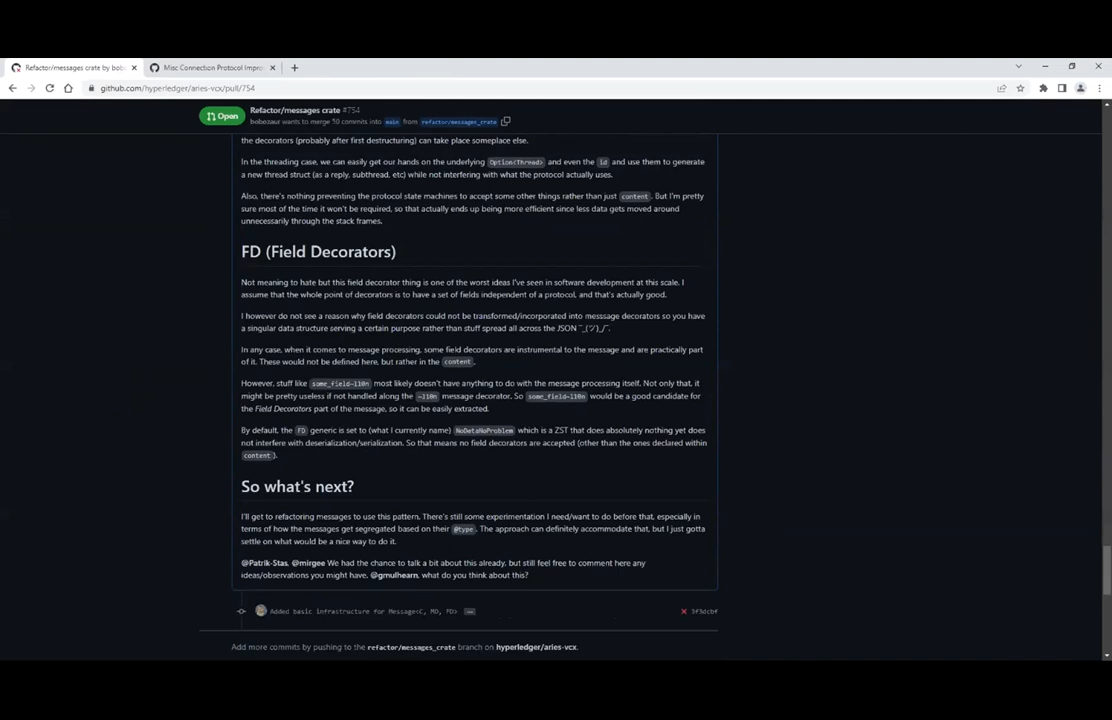 Refactor/messages crate by bob
Misc Connection Protocol Impro
github.com/hyperledger/aries-vcx/pull/754
Open
Refactor/messages crate #754
bobozaur wants to merge 50 commits into main from refactor/messages_crate
the decorators (probably after first destructuring) can take place someplace else.
In the threading case, we can easily get our hands on the underlying Option<Thread> and even the id and use them to generate
a new thread struct (as a reply, subthread, etc) while not interfering with what the protocol actually uses.
Also, there's nothing preventing the protocol state machines to accept some other things rather than just content. But I'm pretty
sure most of the time it won't be required, so that actually ends up being more efficient since less data gets moved around
unnecessarily through the stack frames.
FD (Field Decorators)
Not meaning to hate but this field decorator thing is one of the worst ideas I've seen in software development at this scale. I
assume that the whole point of decorators is to have a set of fields independent of a protocol, and that's actually good.
I however do not see a reason why field decorators could not be transformed/incorporated into messsage decorators so you have
a singular data structure serving a certain purpose rather than stuff spread all across the JSON ¯_(ツ)_/¯.
In any case, when it comes to message processing, some field decorators are instrumental to the message and are practically part
of it. These would not be defined here, but rather in the content.
However, stuff like some_field~l10n most likely doesn't have anything to do with the message processing itself. Not only that, it
might be pretty useless if not handled along the ~l10n message decorator. So some_field~l10n would be a good candidate for
the Field Decorators part of the message, so it can be easily extracted.
By default, the FD generic is set to (what I currently name) NoDetaNoProblem which is a ZST that does absolutely nothing yet does
not interfere with deserialization/serialization. So that means no field decorators are accepted (other than the ones declared within
content).
So what's next?
I'll get to refactoring messages to use this pattern. There's still some experimentation I need/want to do before that, especially in
terms of how the messages get segregated based on their @type. The approach can definitely accommodate that, but I just gotta
settle on what would be a nice way to do it.
@Patrik-Stas, @mirgee We had the chance to talk a bit about this already, but still feel free to comment here any
ideas/observations you might have. @gmulhearn, what do you think about this?
Added basic infrastructure for Message<C, MD, FD>
Add more commits by pushing to the refactor/messages_crate branch on hyperledger/aries-vcx.